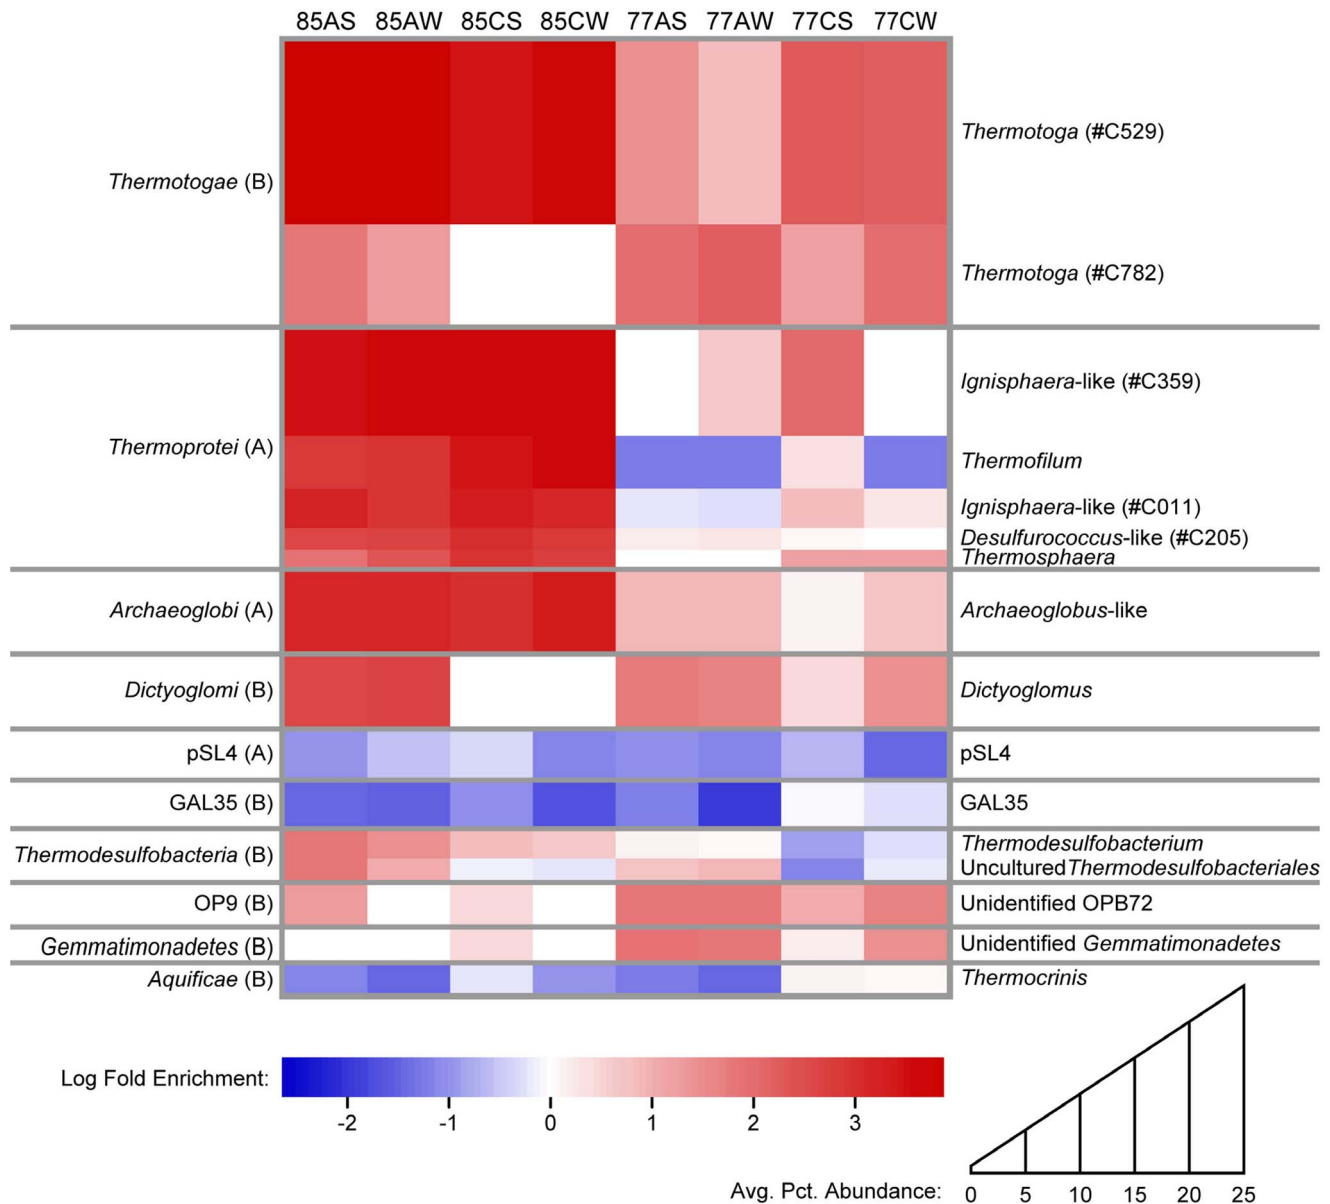 85AS 85AW 85CS 85CW 77AS 77AW 77CS 77CW
Thermotogae (B)
Thermotoga (#C529)
Thermotoga (#C782)
Thermoprotei (A)
Ignisphaera-like (#C359)
Thermofilum
Ignisphaera-like (#C011)
Desulfurococcus-like (#C205)
Thermosphaera
Archaeoglobi (A)
Archaeoglobus-like
Dictyoglomi (B)
Dictyoglomus
pSL4 (A)
pSL4
GAL35 (B)
GAL35
Thermodesulfobacteria (B)
Thermodesulfobacterium
Uncultured Thermodesulfobacteriales
OP9 (B)
Unidentified OPB72
Gemmatimonadetes (B)
Unidentified Gemmatimonadetes
Aquificae (B)
Thermocrinis
Log Fold Enrichment:
-2 -1 0 1 2 3
Avg. Pct. Abundance: 0 5 10 15 20 25